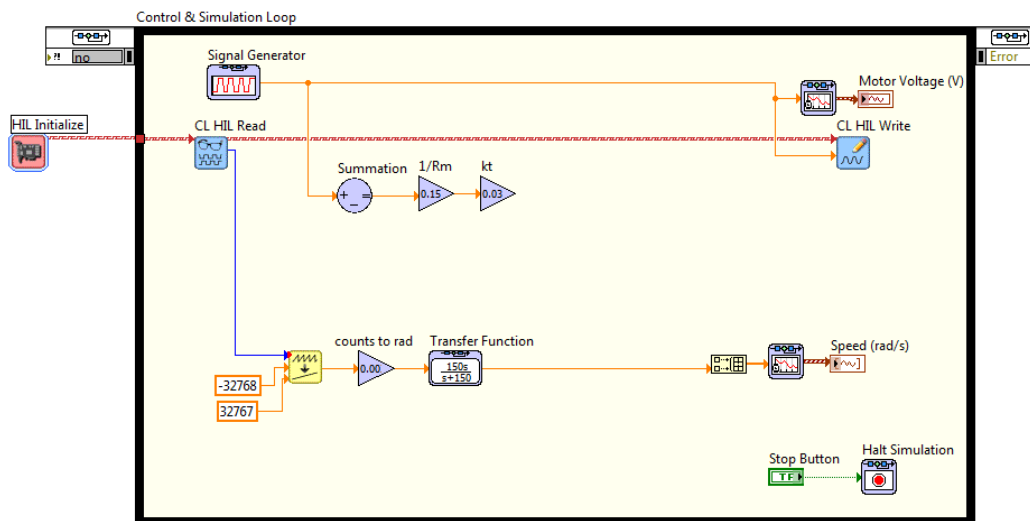 Control & Simulation Loop
?! no
Error
Signal Generator
Motor Voltage (V)
HIL Initialize
CL HIL Read
CL HIL Write
Summation
1/Rm
kt
+
-
=
0.15
0.03
counts to rad
Transfer Function
Speed (rad/s)
0.00
150s
s+150
-32768
32767
Stop Button
Halt Simulation
TF